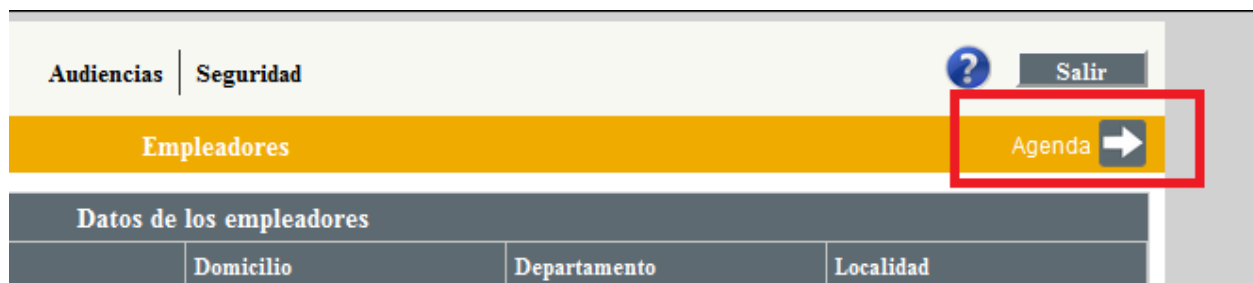 Audiencias Seguridad ? Salir
Empleadores Agenda
Datos de los empleadores
Domicilio Departamento Localidad